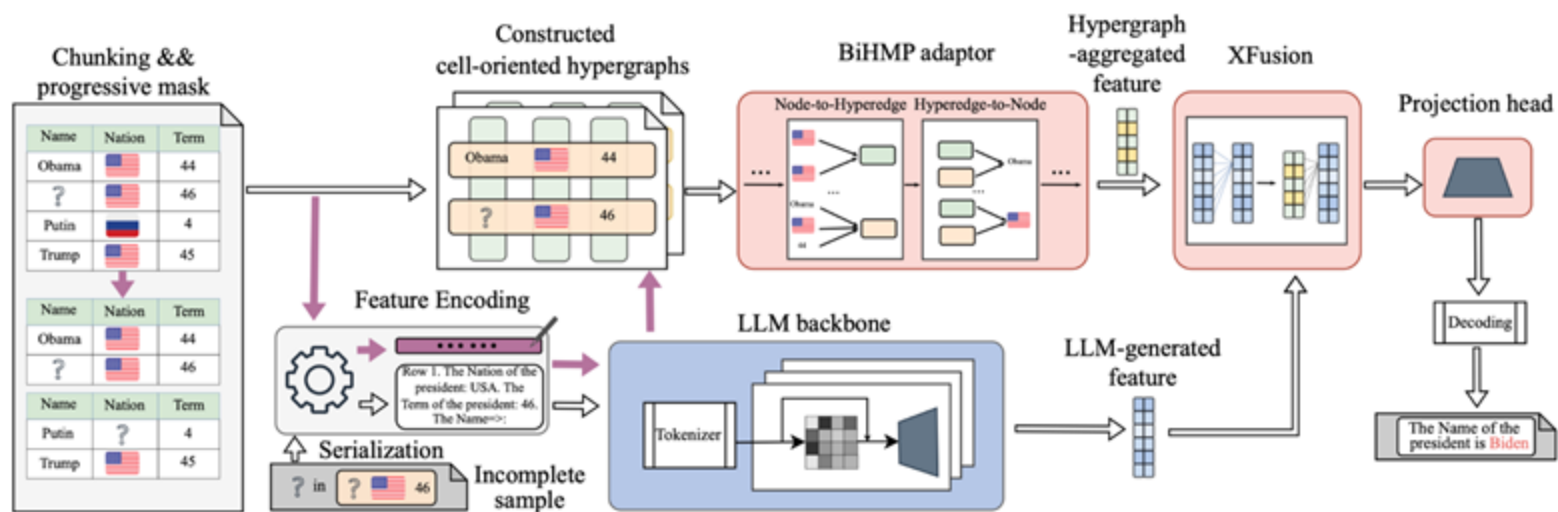 Chunking &&
progressive mask
Name Nation Term
Obama 44
? 46
Putin 4
Trump 45
Name Nation Term
Obama 44
? 46
Name Nation Term
Putin ? 4
Trump 45
Constructed
cell-oriented hypergraphs
Obama 44
? 46
Feature Encoding
Row 1. The Nation of the
president: USA. The
Term of the president: 46.
The Name=>:
Serialization
? in ? 46
Incomplete
sample
BiHMP adaptor
Node-to-Hyperedge Hyperedge-to-Node
...
...
Obama
44
Obama
...
...
LLM backbone
Tokenizer
Hypergraph
-aggregated
feature
LLM-generated
feature
XFusion
Projection head
Decoding
The Name of the
president is Biden